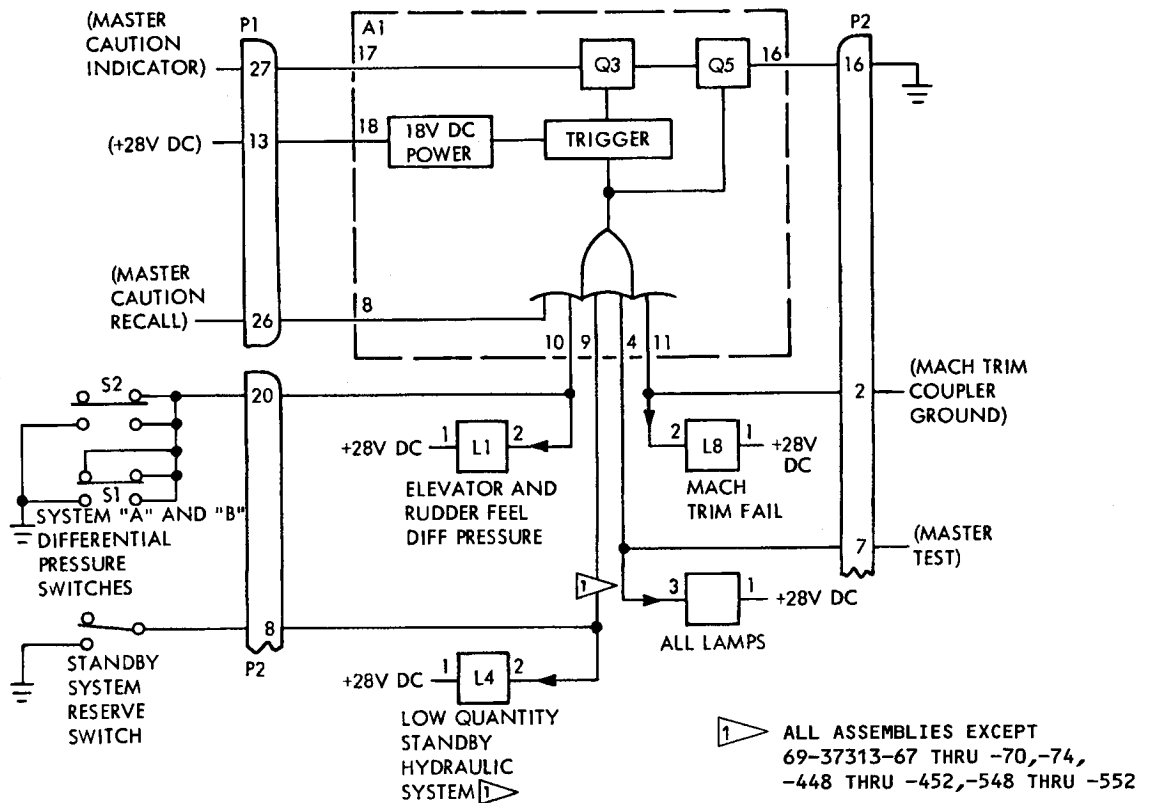 (MASTER
CAUTION
INDICATOR)
P1
27
A1
17
Q3
Q5
16
P2
16
(+28V DC)
13
18
18V DC
POWER
TRIGGER
(MASTER
CAUTION
RECALL)
26
8
10
9
4
11
S2
20
2
(MACH TRIM
COUPLER
GROUND)
+28V DC
1
L1
2
2
L8
1
+28V
DC
S1
SYSTEM "A" AND "B"
DIFFERENTIAL
PRESSURE
SWITCHES
ELEVATOR AND
RUDDER FEEL
DIFF PRESSURE
MACH
TRIM FAIL
7
(MASTER
TEST)
1
3
1
+28V DC
ALL LAMPS
8
P2
STANDBY
SYSTEM
RESERVE
SWITCH
+28V DC
1
L4
2
LOW QUANTITY
STANDBY
HYDRAULIC
SYSTEM 1
1 ALL ASSEMBLIES EXCEPT
69-37313-67 THRU -70,-74,
-448 THRU -452,-548 THRU -552